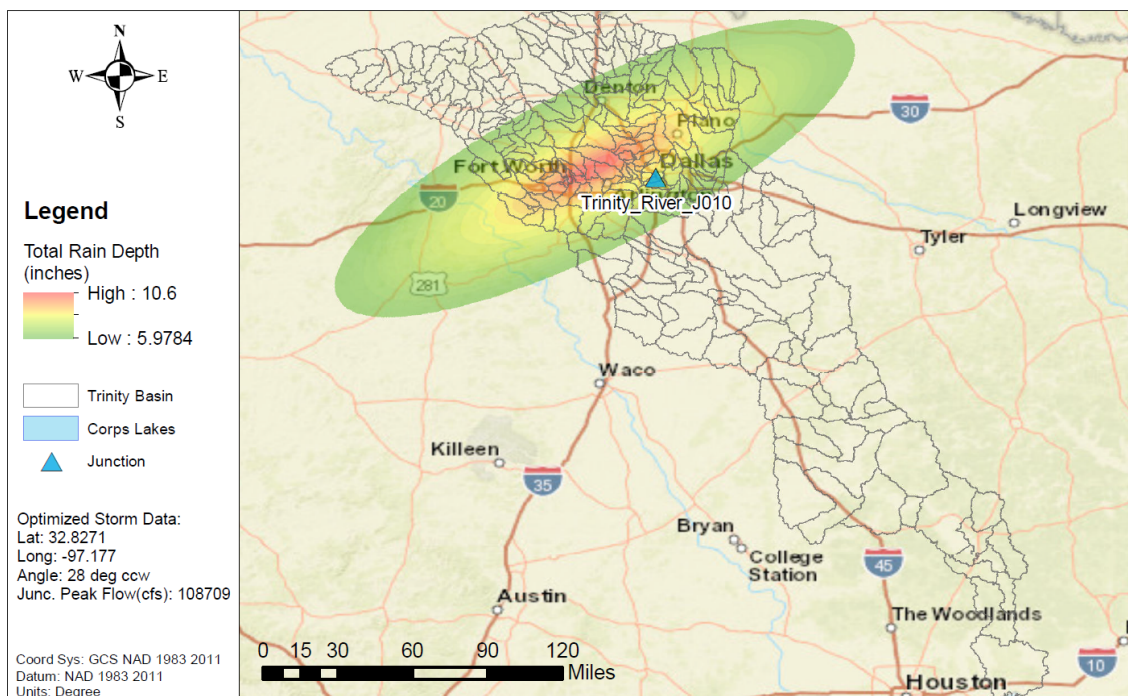 N
W E
S
Legend
Total Rain Depth
(inches)
High : 10.6
Low : 5.9784
Trinity Basin
Corps Lakes
Junction
Optimized Storm Data:
Lat: 32.8271
Long: -97.177
Angle: 28 deg ccw
Junc. Peak Flow(cfs): 108709
Coord Sys: GCS NAD 1983 2011
Datum: NAD 1983 2011
Units: Degree
Denton
30
Plano
Fort Worth
Dallas
20
Trinity_River_J010
Longview
Tyler
281
Waco
Killeen
35
Bryan
College
Station
45
Austin
The Woodlands
0 15 30 60 90 120
Miles
10
Houston